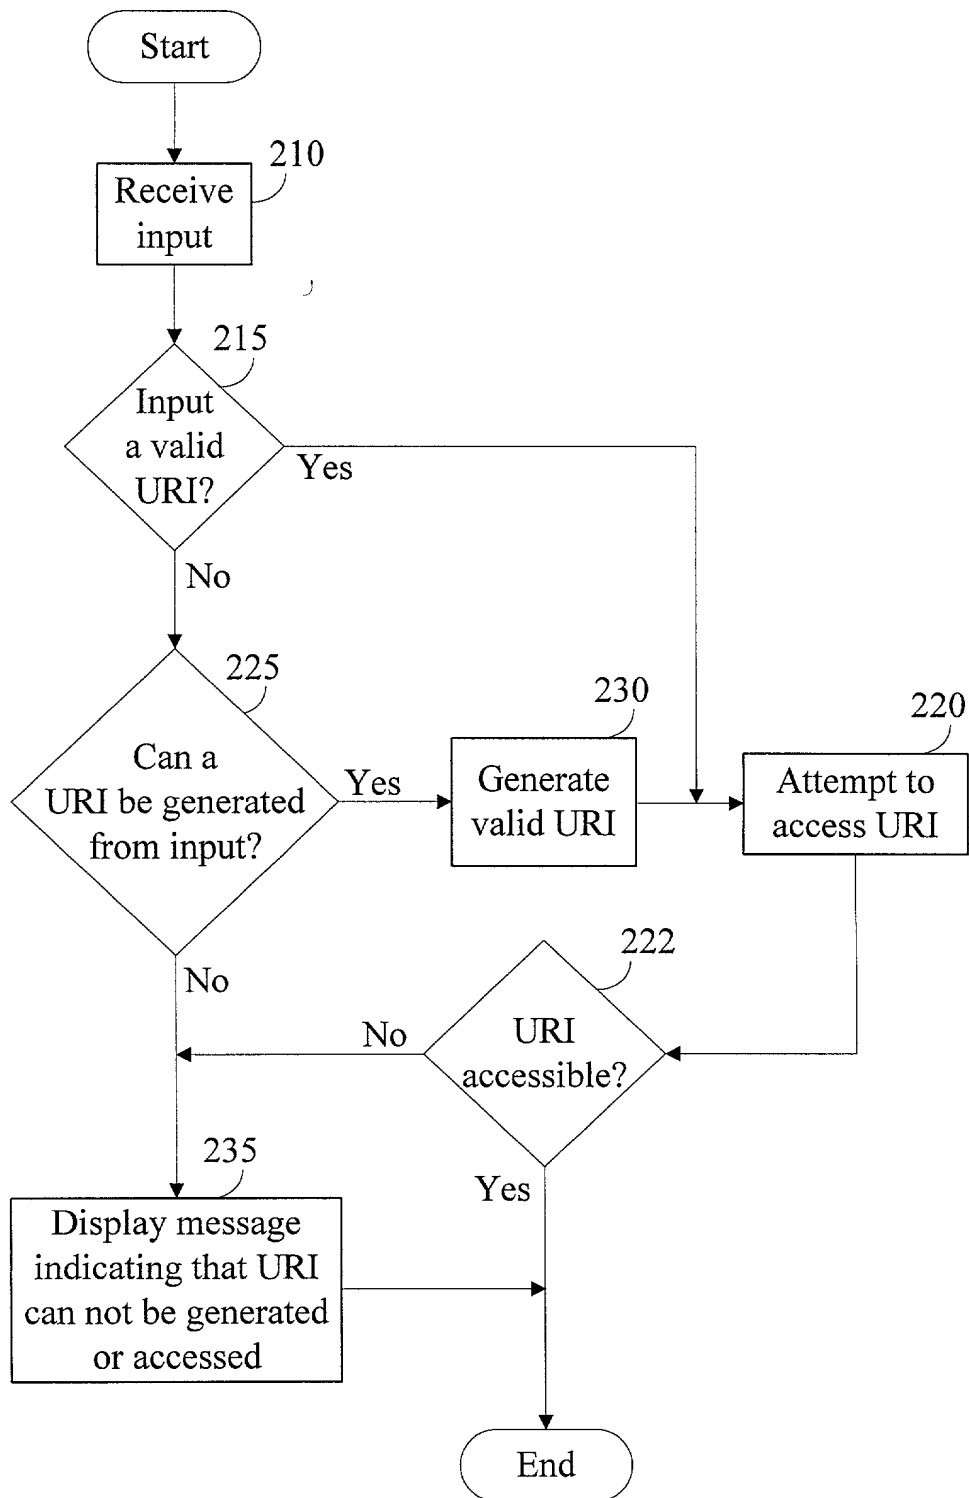 Start
210
Receive
input
215
Input
a valid
URI?
Yes
No
225
Can a
URI be generated
from input?
Yes
230
Generate
valid URI
220
Attempt to
access URI
No
222
URI
accessible?
No
Yes
235
Display message
indicating that URI
can not be generated
or accessed
End